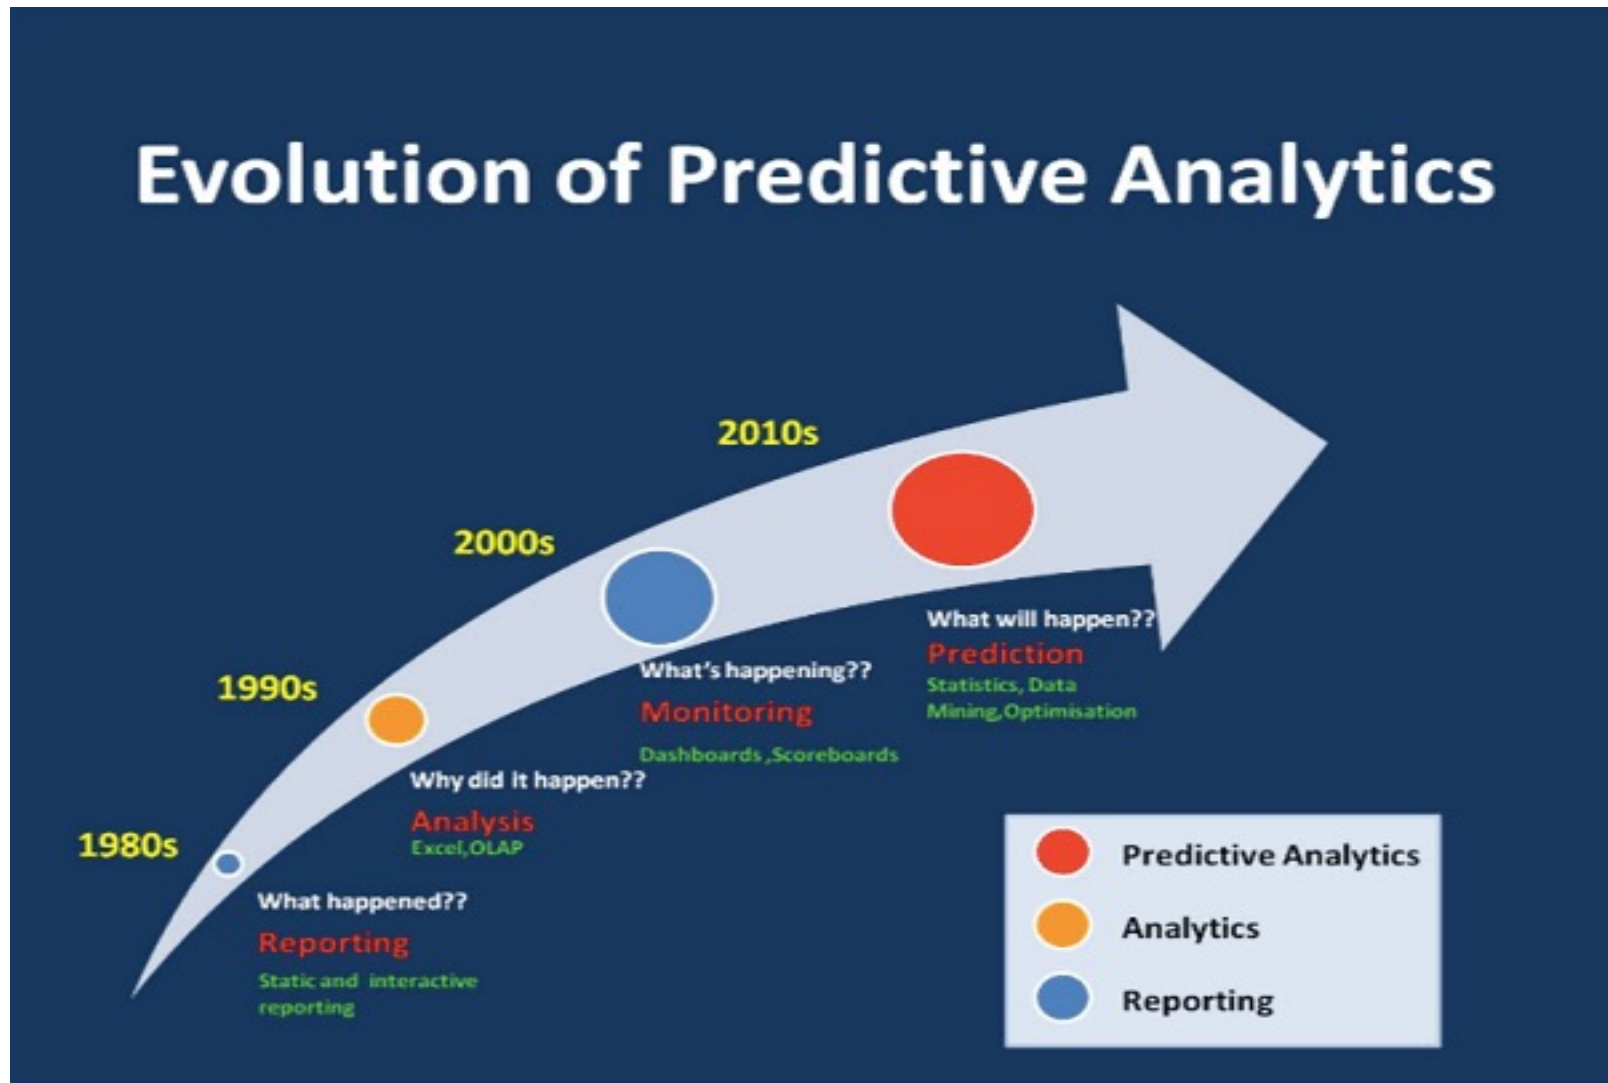 Evolution of Predictive Analytics
2010s
2000s
1990s
1980s
What will happen??
Prediction
Statistics, Data
Mining,Optimisation
What's happening??
Monitoring
Dashboards ,Scoreboards
Why did it happen??
Analysis
Excel,OLAP
What happened??
Reporting
Static and interactive
reporting
Predictive Analytics
Analytics
Reporting